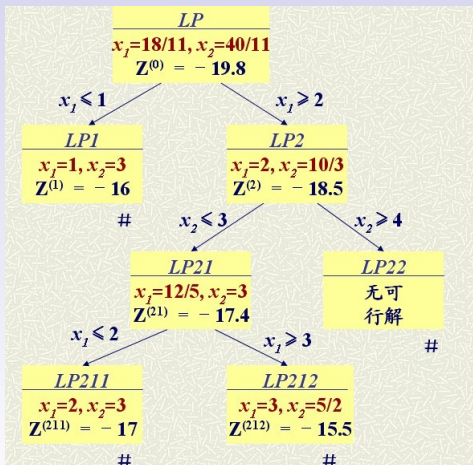 LP
x₁=18/11, x₂=40/11
Z⁽⁰⁾ = －19.8
x₁≤1
x₁≥2
LP1
x₁=1, x₂=3
Z⁽¹⁾ = －16
#
LP2
x₁=2, x₂=10/3
Z⁽²⁾ = －18.5
x₂≤3
x₂≥4
LP21
x₁=12/5, x₂=3
Z⁽²¹⁾ = －17.4
LP22
无可
行解
#
x₁≤2
x₁≥3
LP211
x₁=2, x₂=3
Z⁽²¹¹⁾ = －17
#
LP212
x₁=3, x₂=5/2
Z⁽²¹²⁾ = －15.5
#